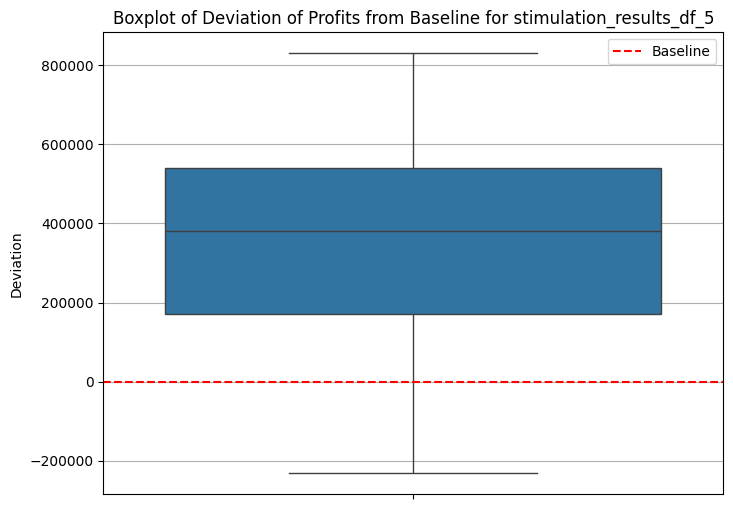 Boxplot of Deviation of Profits from Baseline for stimulation_results_df_5
Baseline
800000
600000
400000
200000
0
−200000
Deviation